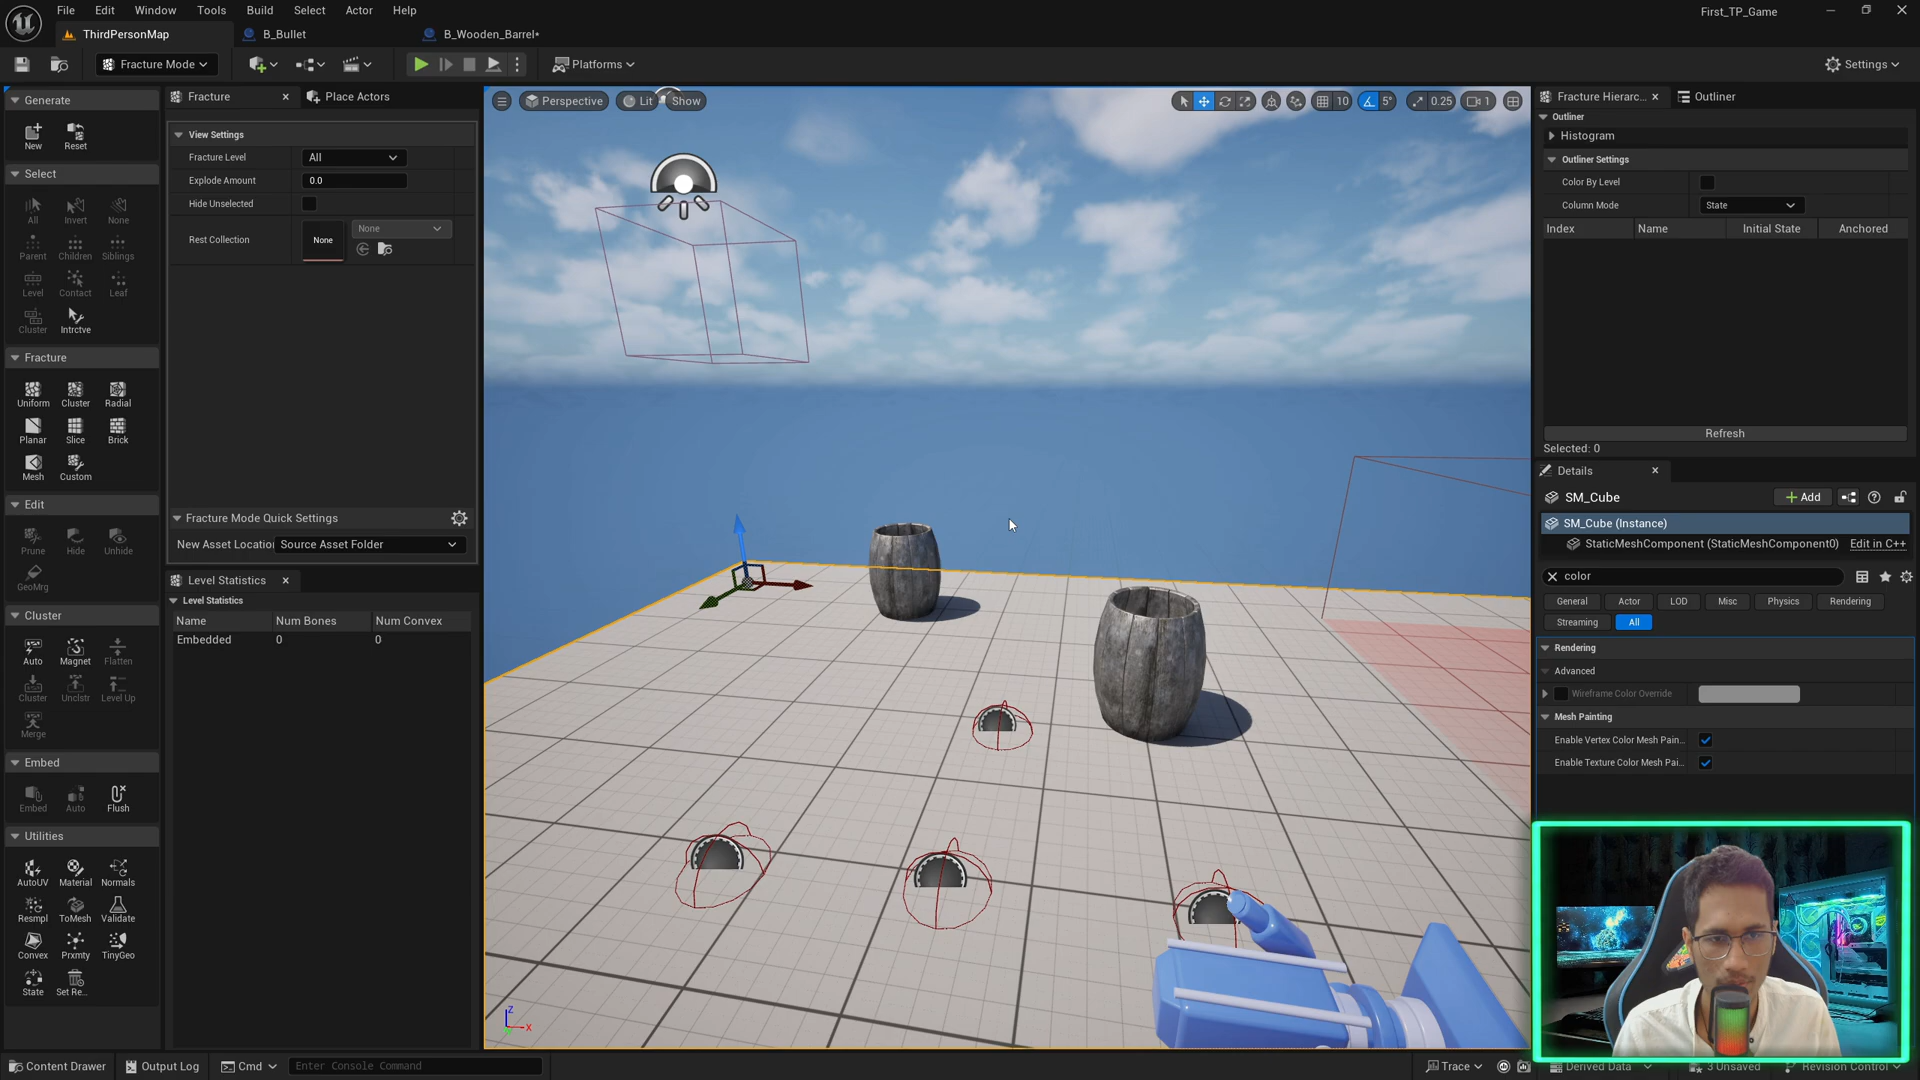 File Edit Window Tools Build Select Actor Help
First_TP_Game
ThirdPersonMap
B_Bullet
B_Wooden_Barrel*
Fracture Mode
Platforms
Settings
Generate
New Reset
Select
All Invert None
Parent Children Siblings
Level Contact Leaf
Cluster Intrctve
Fracture
Uniform Cluster Radial
Planar Slice Brick
Mesh Custom
Edit
Prune Hide Unhide
GeoMrg
Cluster
Auto Magnet Flatten
Cluster Unclstr Level Up
Merge
Embed
Embed Auto Flush
Utilities
AutoUV Material Normals
Resmpl ToMesh Validate
Convex Prxmty TinyGeo
State Set Re...
Fracture
Place Actors
View Settings
Fracture Level All
Explode Amount 0.0
Hide Unselected
Rest Collection None None
Fracture Mode Quick Settings
New Asset Locatio Source Asset Folder
Level Statistics
Level Statistics
Name Num Bones Num Convex
Embedded 0 0
Perspective Lit Show
10 5° 0.25 1
Z
X
Fracture Hierarc... Outliner
Outliner
Histogram
Outliner Settings
Color By Level
Column Mode State
Index Name Initial State Anchored
Refresh
Selected: 0
Details
SM_Cube
Add
SM_Cube (Instance)
StaticMeshComponent (StaticMeshComponent0) Edit in C++
color
General Actor LOD Misc Physics Rendering
Streaming All
Rendering
Advanced
Wireframe Color Override
Mesh Painting
Enable Vertex Color Mesh Pain...
Enable Texture Color Mesh Pai...
Content Drawer Output Log Cmd Enter Console Command
Trace Derived Data 3 Unsaved Revision Control